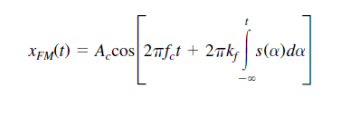 x_FM(t) = A_c cos[2πf_c t + 2πk_f ∫_{-∞}^{t} s(α)dα]